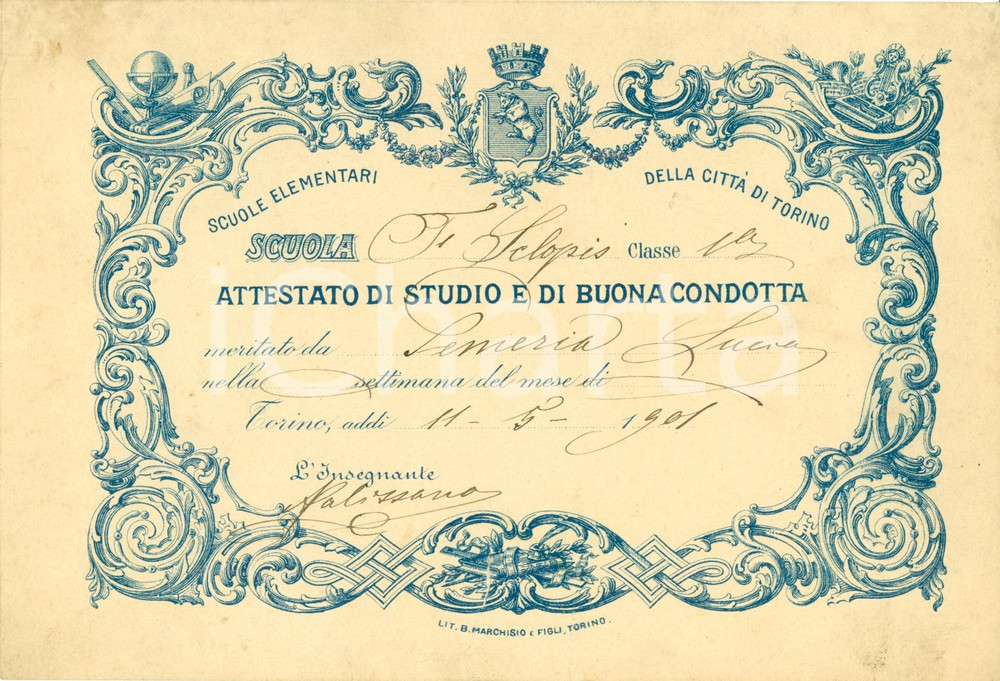 SCUOLE ELEMENTARI DELLA CITTÀ DI TORINO
SCUOLA F. Sclopis Classe 1a
ATTESTATO DI STUDIO E DI BUONA CONDOTTA
meritato da Semeria Lucia
nella settimana del mese di
Torino, addì 11 - 5 - 1901
L'Insegnante
LIT. B. MARCHISIO E FIGLI, TORINO.
iCharta